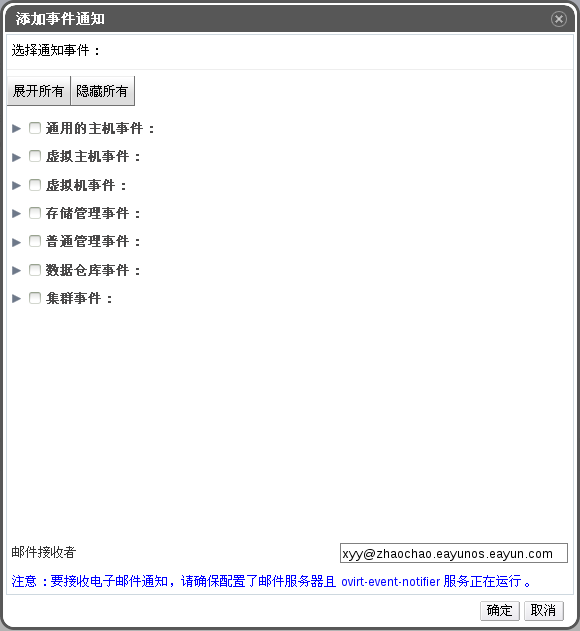 添加事件通知
选择通知事件：
展开所有 隐藏所有
通用的主机事件：
虚拟主机事件：
虚拟机事件：
存储管理事件：
普通管理事件：
数据仓库事件：
集群事件：
邮件接收者 xyy@zhaochao.eayunos.eayun.com
注意：要接收电子邮件通知，请确保配置了邮件服务器且 ovirt-event-notifier 服务正在运行。
确定 取消